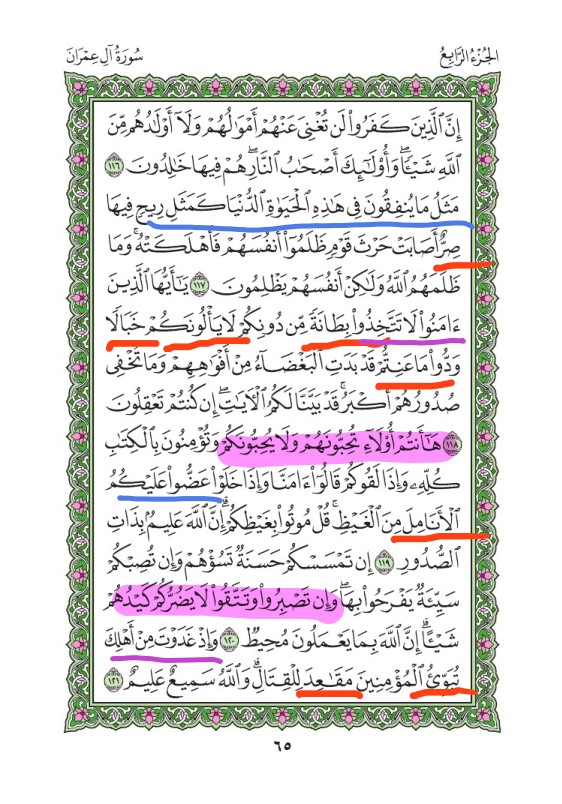 الجُزْءُ الرَّابِعُ
سُورَةُ آلِ عِمْرَانَ
إِنَّ ٱلَّذِينَ كَفَرُوا۟ لَن تُغْنِىَ عَنْهُمْ أَمْوَٰلُهُمْ وَلَآ أَوْلَٰدُهُم مِّنَ
ٱللَّهِ شَيْـًٔا ۖ وَأُو۟لَٰٓئِكَ أَصْحَٰبُ ٱلنَّارِ ۚ هُمْ فِيهَا خَٰلِدُونَ ١١٦
مَثَلُ مَا يُنفِقُونَ فِى هَٰذِهِ ٱلْحَيَوٰةِ ٱلدُّنْيَا كَمَثَلِ رِيحٍ فِيهَا
صِرٌّ أَصَابَتْ حَرْثَ قَوْمٍ ظَلَمُوٓا۟ أَنفُسَهُمْ فَأَهْلَكَتْهُ ۚ وَمَا
ظَلَمَهُمُ ٱللَّهُ وَلَٰكِنْ أَنفُسَهُمْ يَظْلِمُونَ ١١٧ يَٰٓأَيُّهَا ٱلَّذِينَ
ءَامَنُوا۟ لَا تَتَّخِذُوا۟ بِطَانَةً مِّن دُونِكُمْ لَا يَأْلُونَكُمْ خَبَالًا
وَدُّوا۟ مَا عَنِتُّمْ قَدْ بَدَتِ ٱلْبَغْضَآءُ مِنْ أَفْوَٰهِهِمْ وَمَا تُخْفِى
صُدُورُهُمْ أَكْبَرُ ۚ قَدْ بَيَّنَّا لَكُمُ ٱلْءَايَٰتِ ۖ إِن كُنتُمْ تَعْقِلُونَ
١١٨ هَٰٓأَنتُمْ أُو۟لَآءِ تُحِبُّونَهُمْ وَلَا يُحِبُّونَكُمْ وَتُؤْمِنُونَ بِٱلْكِتَٰبِ
كُلِّهِۦ وَإِذَا لَقُوكُمْ قَالُوٓا۟ ءَامَنَّا وَإِذَا خَلَوْا۟ عَضُّوا۟ عَلَيْكُمُ
ٱلْأَنَامِلَ مِنَ ٱلْغَيْظِ ۚ قُلْ مُوتُوا۟ بِغَيْظِكُمْ ۗ إِنَّ ٱللَّهَ عَلِيمٌۢ بِذَاتِ
ٱلصُّدُورِ ١١٩ إِن تَمْسَسْكُمْ حَسَنَةٌ تَسُؤْهُمْ وَإِن تُصِبْكُمْ
سَيِّئَةٌ يَفْرَحُوا۟ بِهَا ۖ وَإِن تَصْبِرُوا۟ وَتَتَّقُوا۟ لَا يَضُرُّكُمْ كَيْدُهُمْ
شَيْـًٔا ۗ إِنَّ ٱللَّهَ بِمَا يَعْمَلُونَ مُحِيطٌ ١٢٠ وَإِذْ غَدَوْتَ مِنْ أَهْلِكَ
تُبَوِّئُ ٱلْمُؤْمِنِينَ مَقَٰعِدَ لِلْقِتَالِ ۗ وَٱللَّهُ سَمِيعٌ عَلِيمٌ ١٢١
٦٥